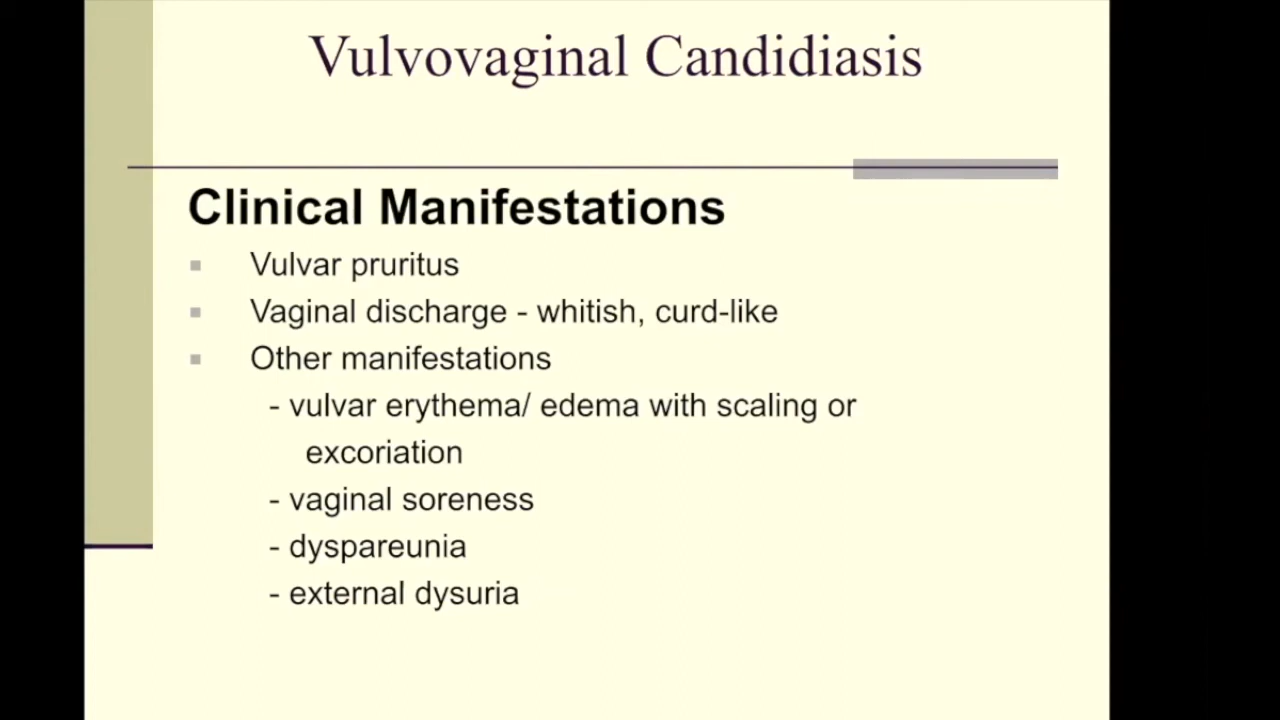 Vulvovaginal Candidiasis
Clinical Manifestations
Vulvar pruritus
Vaginal discharge - whitish, curd-like
Other manifestations
- vulvar erythema/ edema with scaling or
excoriation
- vaginal soreness
- dyspareunia
- external dysuria